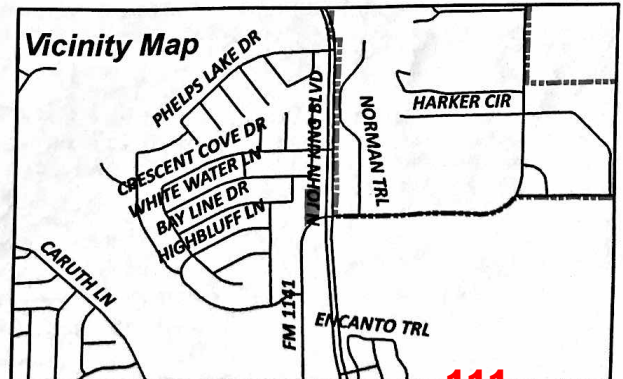 Vicinity Map
PHELPS LAKE DR
N JOHN KING BLVD
NORMAN TRL
HARKER CIR
CRESCENT COVE DR
WHITE WATER LN
BAY LINE DR
HIGHBLUFF LN
CARUTH LN
FM 1141
ENCANTO TRL
111